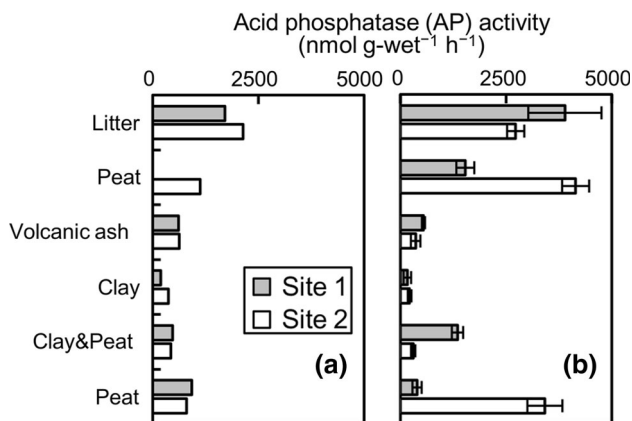 Acid phosphatase (AP) activity
(nmol g-wet⁻¹ h⁻¹)
0 2500 5000 0 2500 5000
Litter
Peat
Volcanic ash
Clay
Clay&Peat
Peat
Site 1
Site 2
(a)
(b)